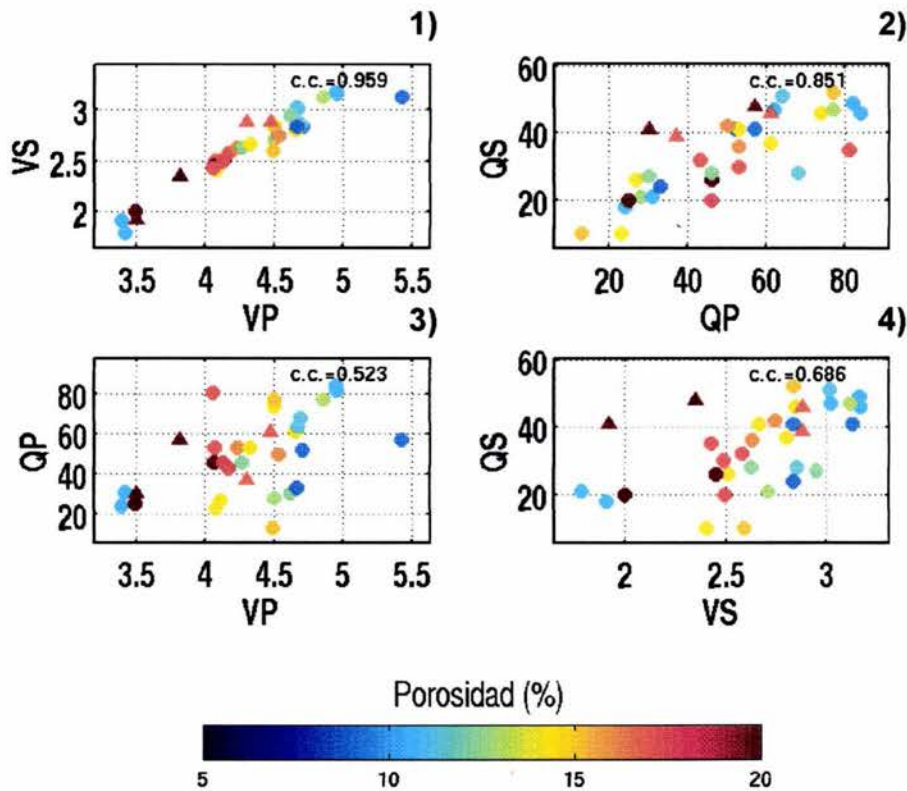 1)
2)
c.c.=0.959
c.c.=0.851
VS
3
2.5
2
3.5 4 4.5 5 5.5
VP
QS
60
40
20
20 40 60 80
QP
3)
4)
c.c.=0.523
c.c.=0.686
QP
80
60
40
20
3.5 4 4.5 5 5.5
VP
QS
60
40
20
2 2.5 3
VS
Porosidad (%)
5 10 15 20